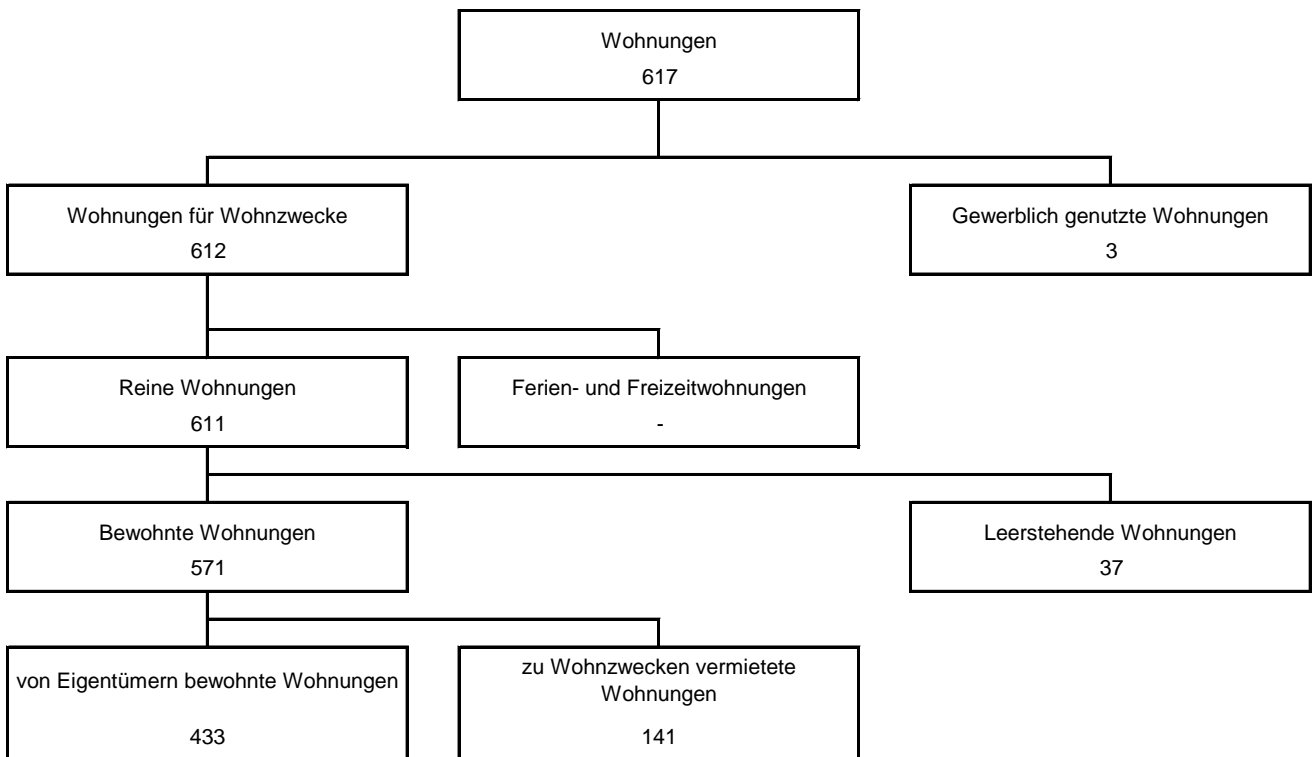 Wohnungen
617
Wohnungen für Wohnzwecke
612
Gewerblich genutzte Wohnungen
3
Reine Wohnungen
611
Ferien- und Freizeitwohnungen
-
Bewohnte Wohnungen
571
Leerstehende Wohnungen
37
von Eigentümern bewohnte Wohnungen
433
zu Wohnzwecken vermietete
Wohnungen
141